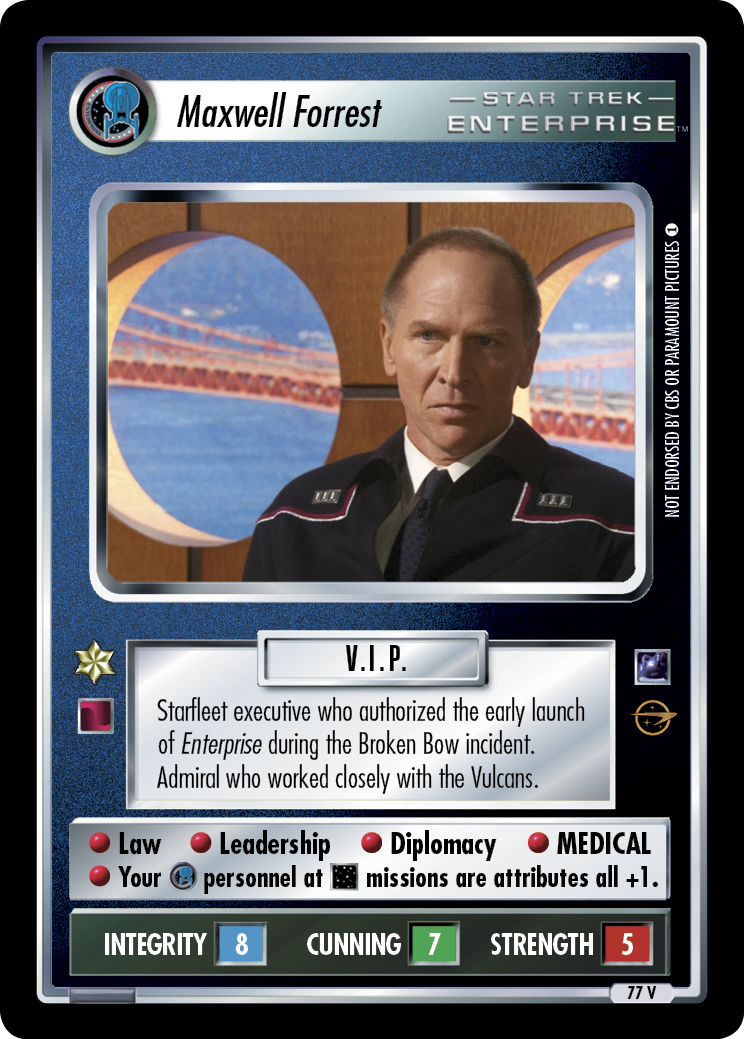 Maxwell Forrest
STAR TREK
ENTERPRISE™
NOT ENDORSED BY CBS OR PARAMOUNT PICTURES 1
V.I.P.
Starfleet executive who authorized the early launch
of Enterprise during the Broken Bow incident.
Admiral who worked closely with the Vulcans.
Law Leadership Diplomacy MEDICAL
Your personnel at missions are attributes all +1.
INTEGRITY 8 CUNNING 7 STRENGTH 5
77 V